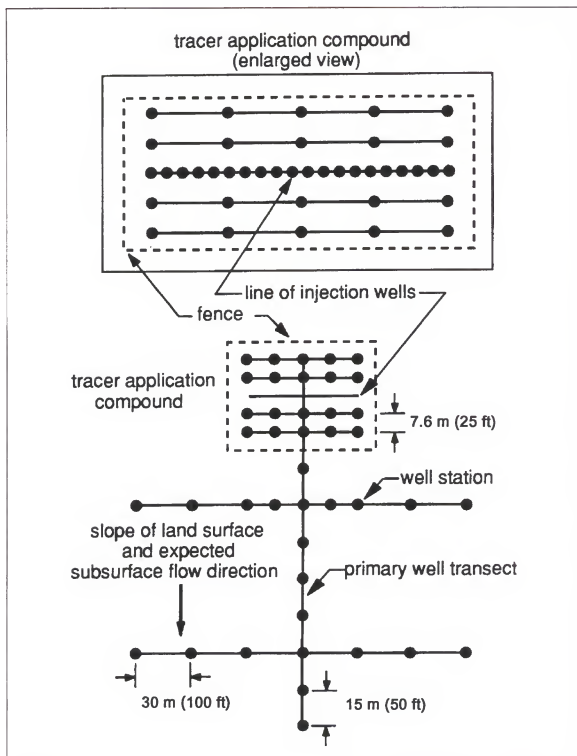 tracer application compound
(enlarged view)
line of injection wells
fence
tracer application
compound
7.6 m (25 ft)
well station
slope of land surface
and expected
subsurface flow direction
primary well transect
30 m (100 ft)
15 m (50 ft)